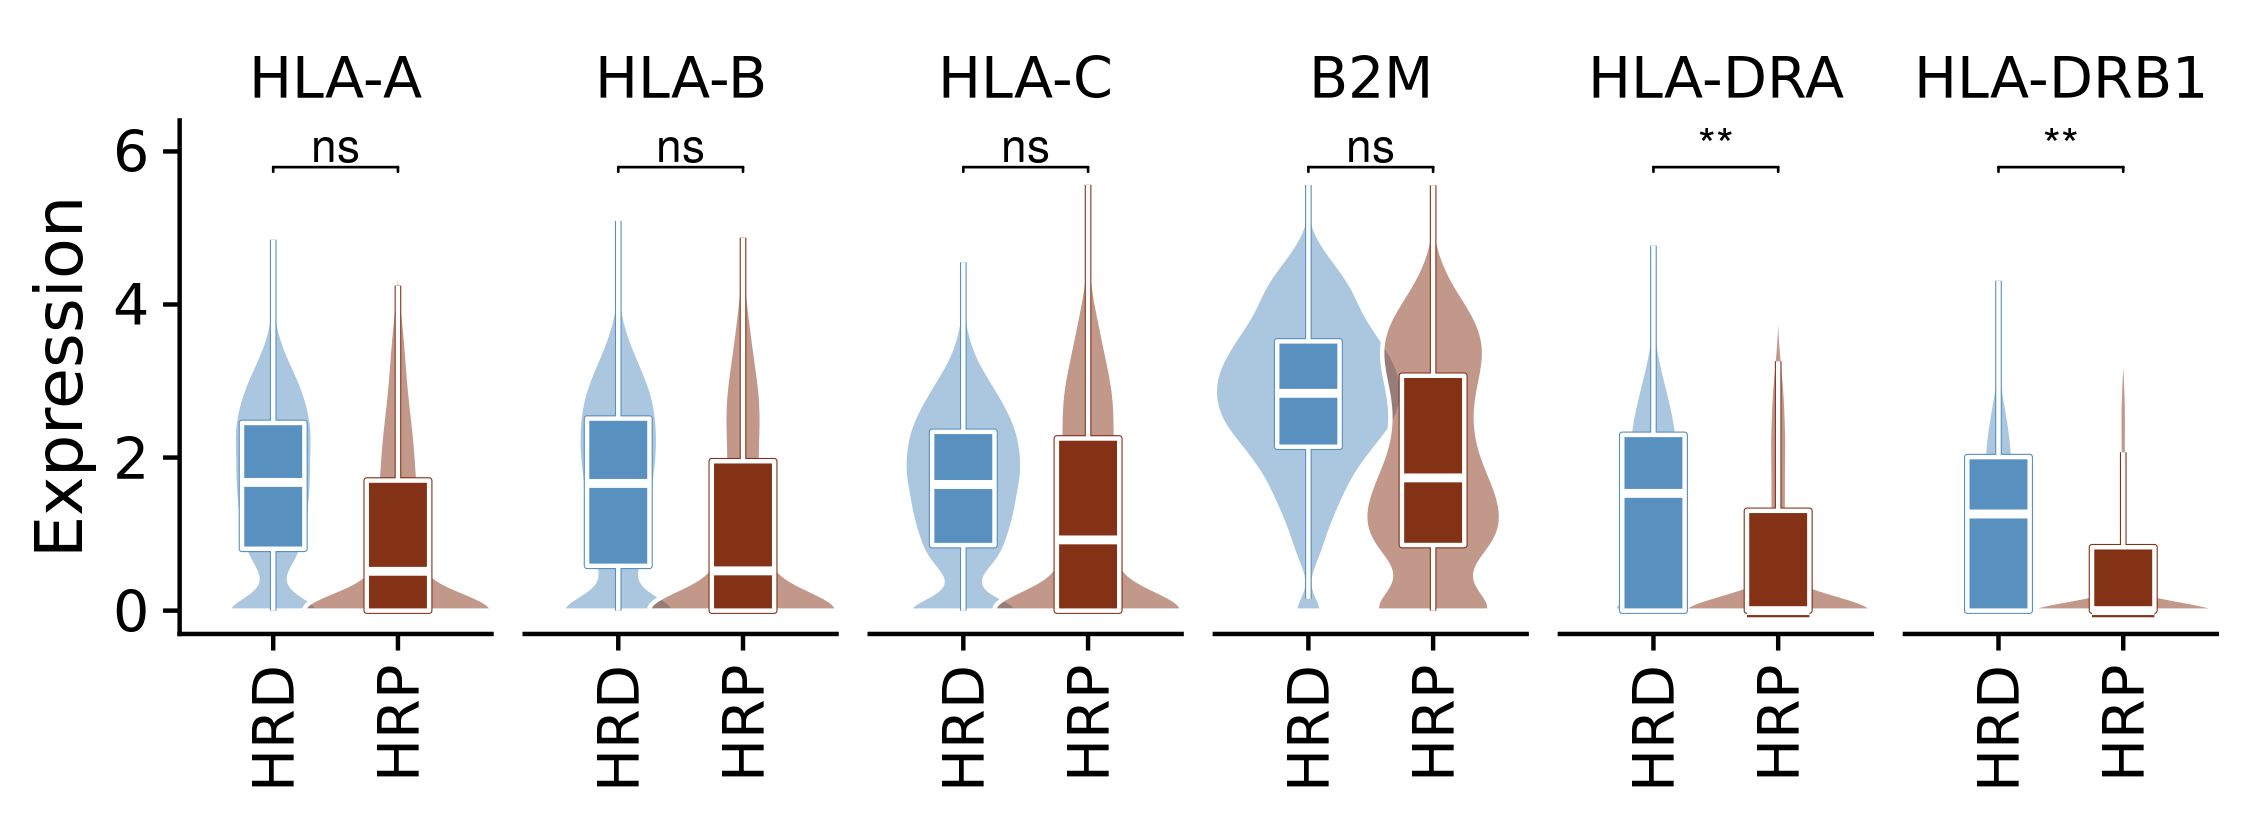 HLA-A HLA-B HLA-C B2M HLA-DRA HLA-DRB1
ns ns ns ns ** **
Expression
6
4
2
0
HRD HRP HRD HRP HRD HRP HRD HRP HRD HRP HRD HRP